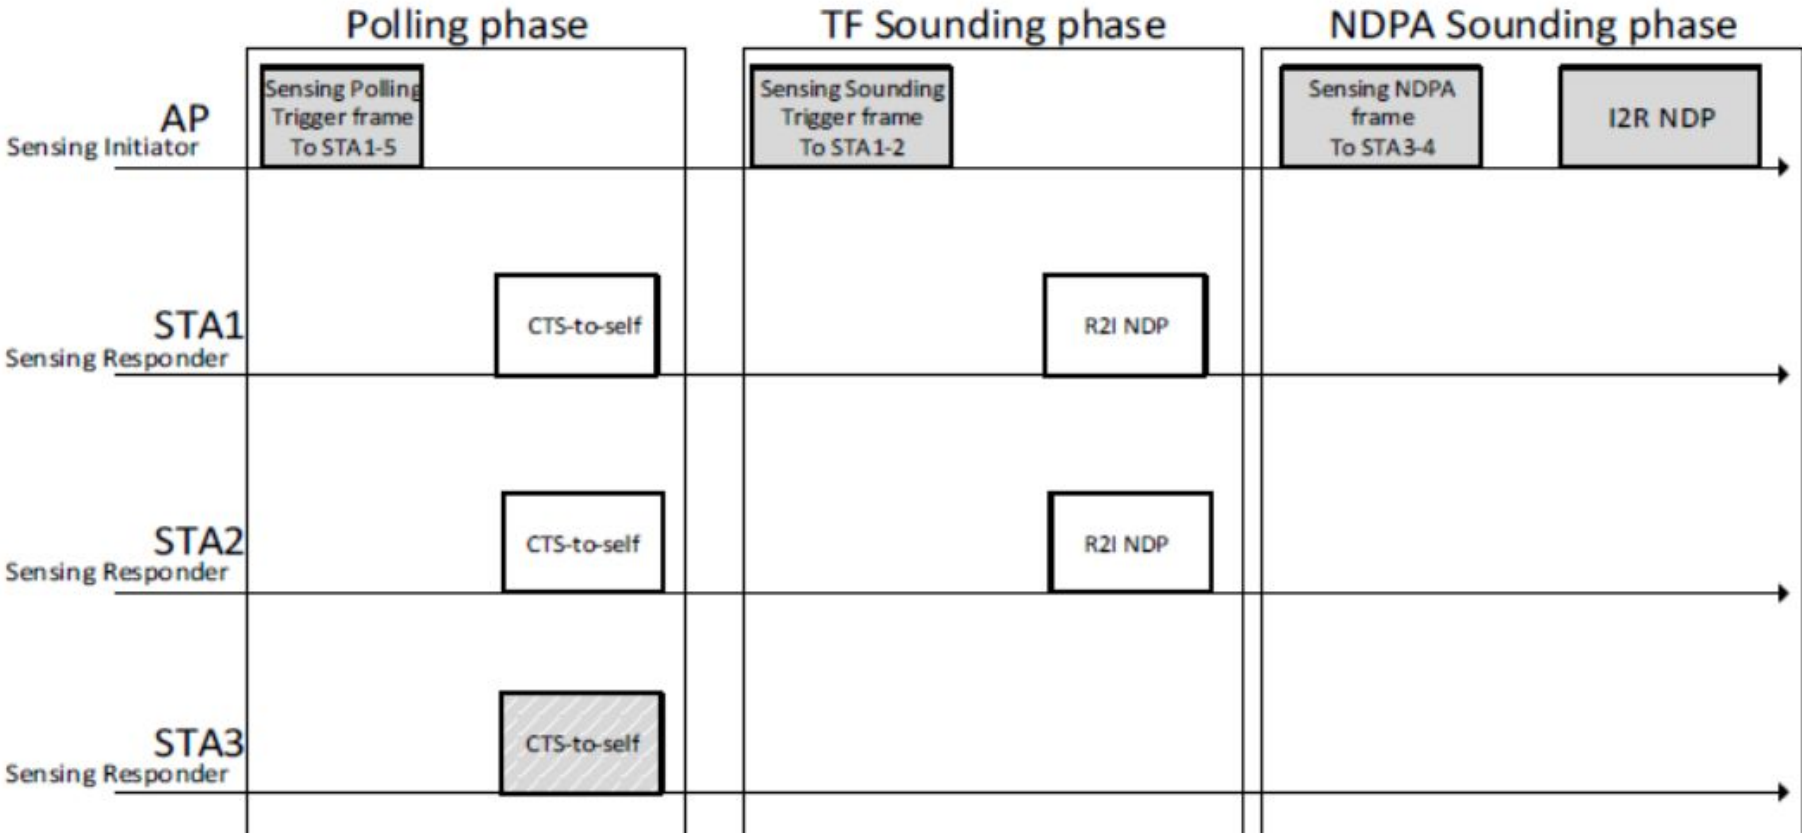 Polling phase
TF Sounding phase
NDPA Sounding phase
AP
Sensing Initiator
Sensing Polling
Trigger frame
To STA1-5
Sensing Sounding
Trigger frame
To STA1-2
Sensing NDPA
frame
To STA3-4
I2R NDP
STA1
Sensing Responder
CTS-to-self
R2I NDP
STA2
Sensing Responder
CTS-to-self
R2I NDP
STA3
Sensing Responder
CTS-to-self